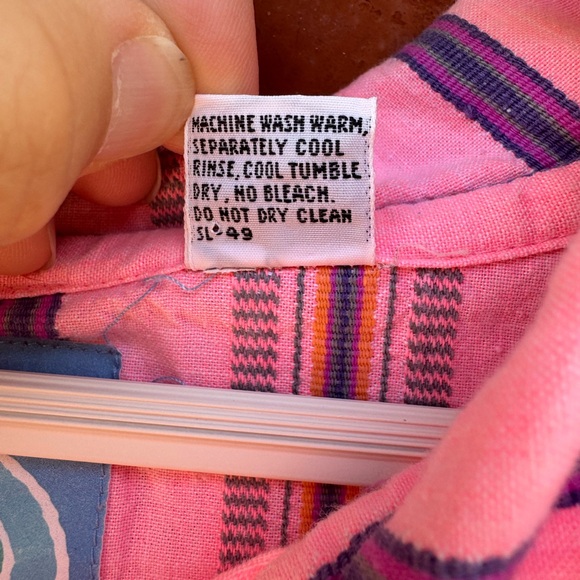 MACHINE WASH WARM,
SEPARATELY COOL
RINSE, COOL TUMBLE
DRY, NO BLEACH.
DO NOT DRY CLEAN
SL 49